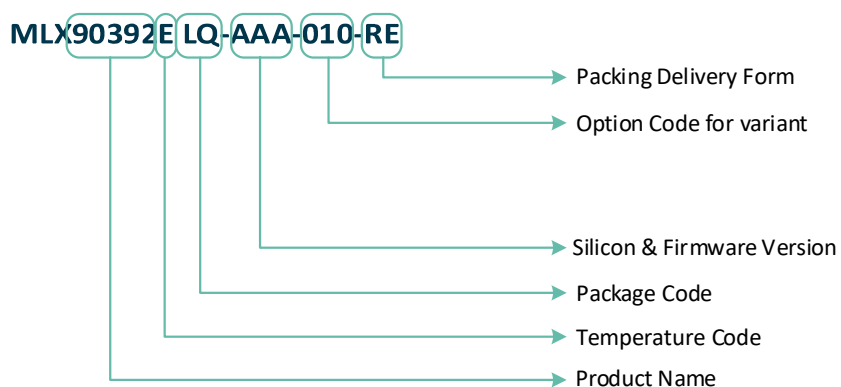 MLX90392ELQ-AAA-010-RE
Packing Delivery Form
Option Code for variant
Silicon & Firmware Version
Package Code
Temperature Code
Product Name